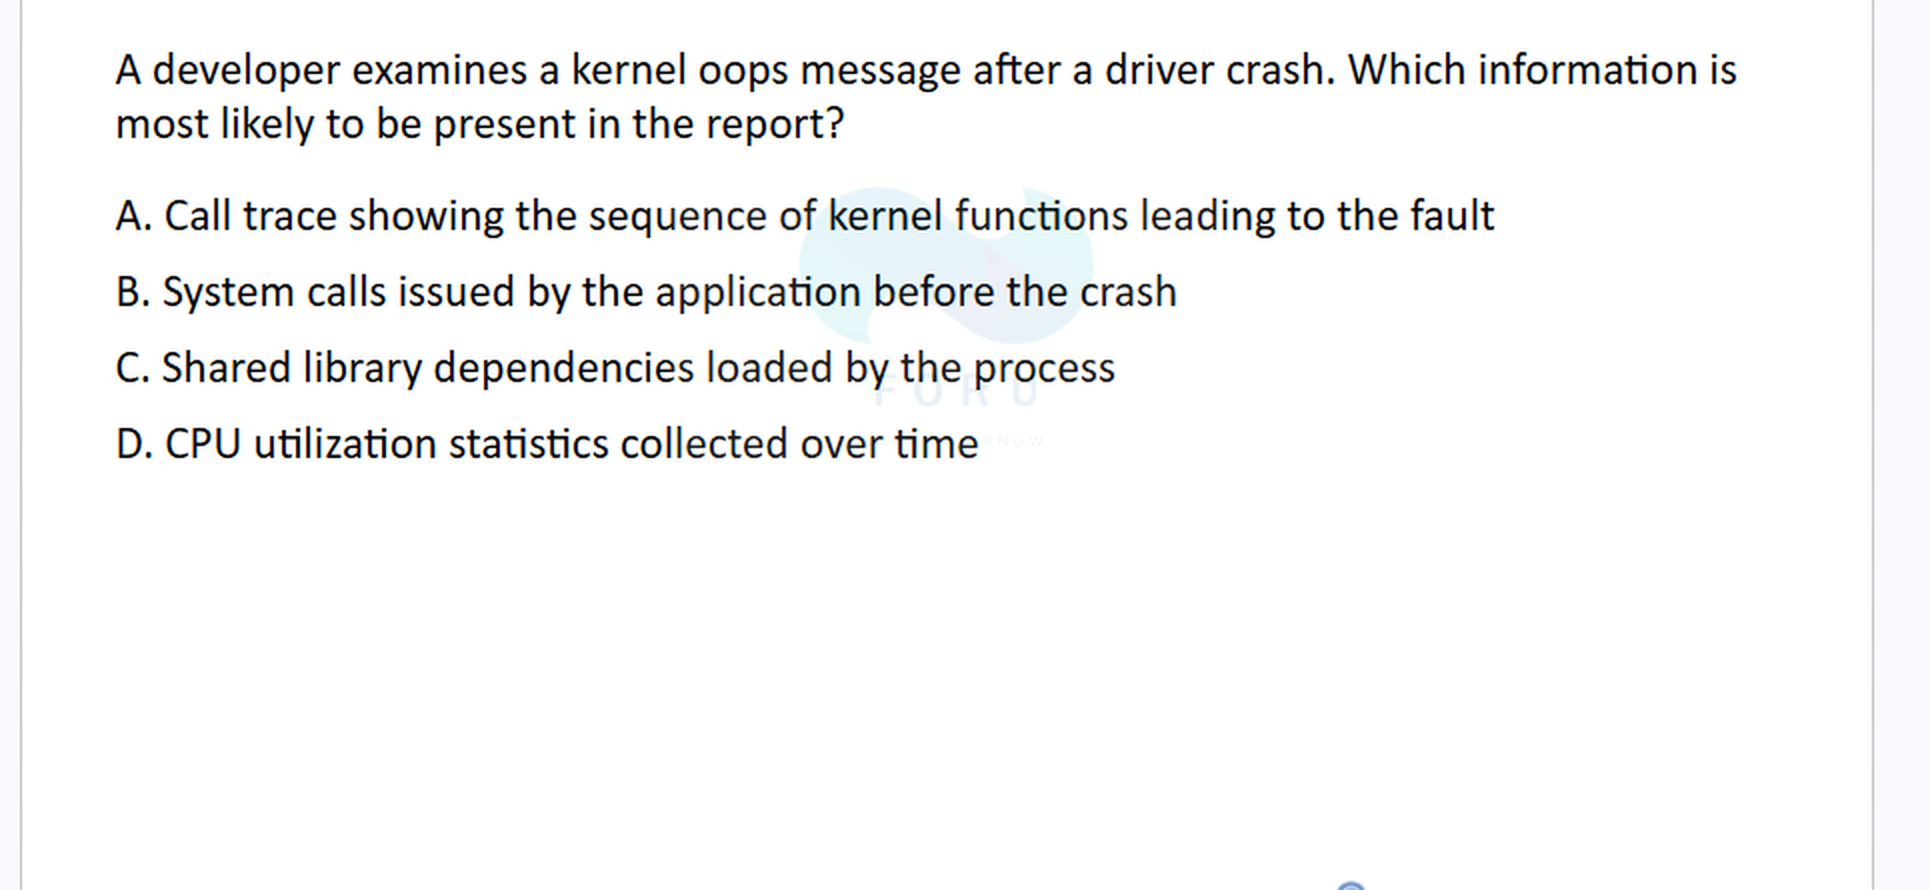 A developer examines a kernel oops message after a driver crash. Which information is
most likely to be present in the report?
A. Call trace showing the sequence of kernel functions leading to the fault
B. System calls issued by the application before the crash
C. Shared library dependencies loaded by the process
FORU
D. CPU utilization statistics collected over time
KNOW